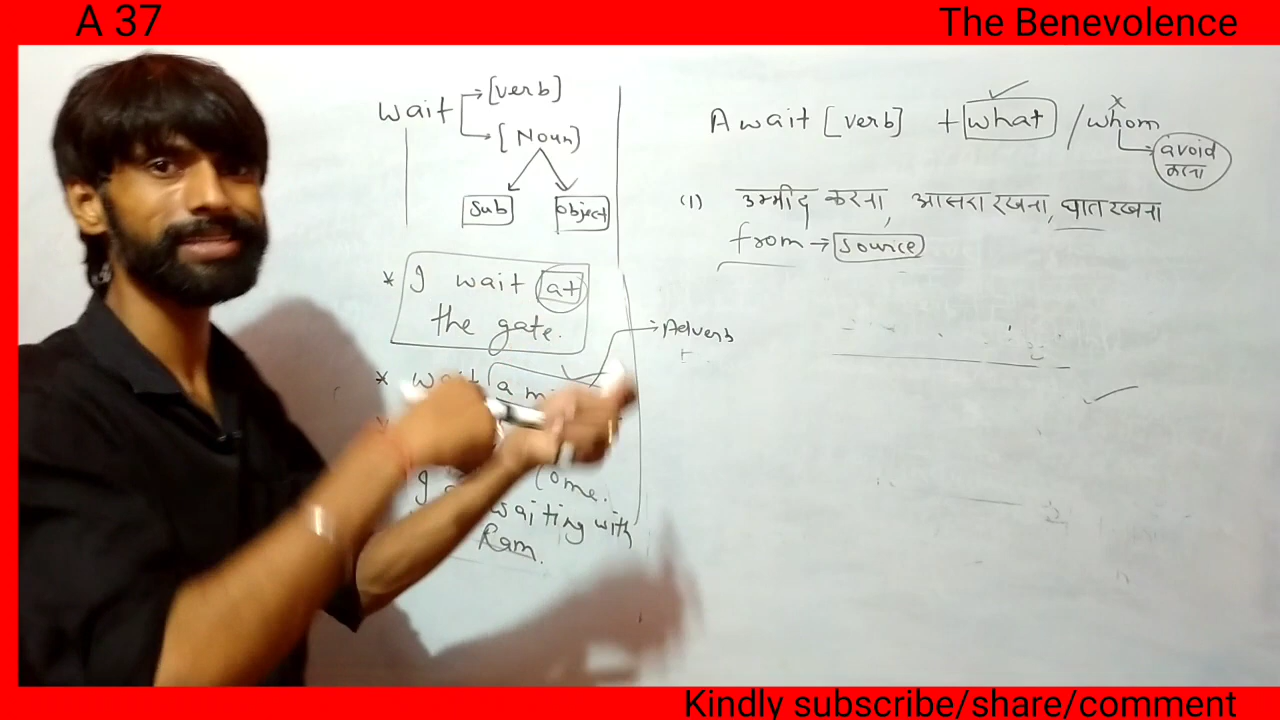 A 37
The Benevolence
wait [verb]
[Noun]
sub object
* I wait at
the gate.
* wait a
I come.
waiting with
Ram.
Adverb
+
Await [verb] + what / whom
avoid
करना
(1) उम्मीद करना, आसरा रखना, घात रखना
from → source
Kindly subscribe/share/comment